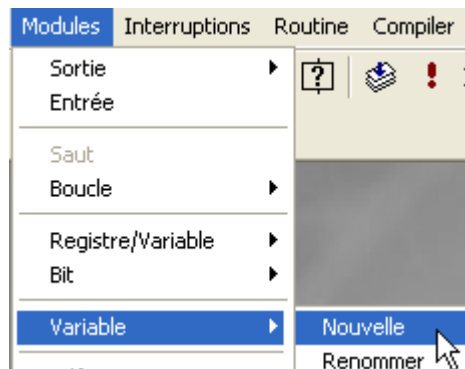 Modules Interruptions Routine Compiler
Sortie
Entrée
Saut
Boucle
Registre/Variable
Bit
Variable
Nouvelle
Renommer